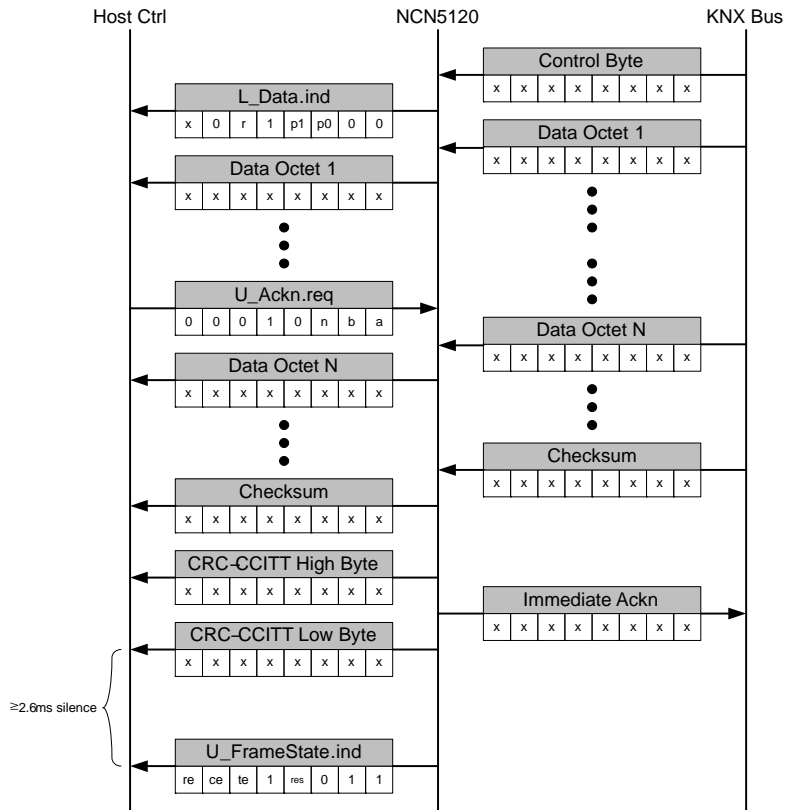 Host Ctrl NCN5120 KNX Bus
Control Byte
x x x x x x x x
L_Data.ind
x 0 r 1 p1 p0 0 0
Data Octet 1
x x x x x x x x
Data Octet 1
x x x x x x x x
U_Ackn.req
0 0 0 1 0 n b a
Data Octet N
x x x x x x x x
Data Octet N
x x x x x x x x
Checksum
x x x x x x x x
Checksum
x x x x x x x x
CRC-CCITT High Byte
x x x x x x x x
Immediate Ackn
x x x x x x x x
CRC-CCITT Low Byte
x x x x x x x x
≥2.6ms silence
U_FrameState.ind
re ce te 1 res 0 1 1